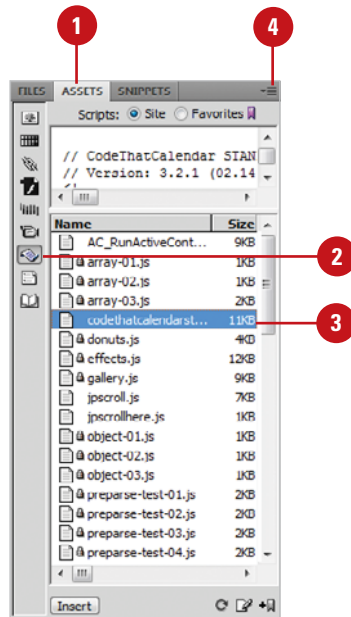 1
4
FILES ASSETS SNIPPETS
Scripts: Site Favorites
// CodeThatCalendar STAN
// Version: 3.2.1 (02.14
Name Size
AC_RunActiveCont... 9KB
array-01.js 1KB
array-02.js 1KB
array-03.js 2KB
codethatcalendarst... 11KB
donuts.js 4KB
effects.js 12KB
gallery.js 9KB
jpscroll.js 7KB
jpscrollhere.js 1KB
object-01.js 1KB
object-02.js 1KB
object-03.js 1KB
preparse-test-01.js 2KB
preparse-test-02.js 2KB
preparse-test-03.js 2KB
preparse-test-04.js 2KB
Insert
2
3